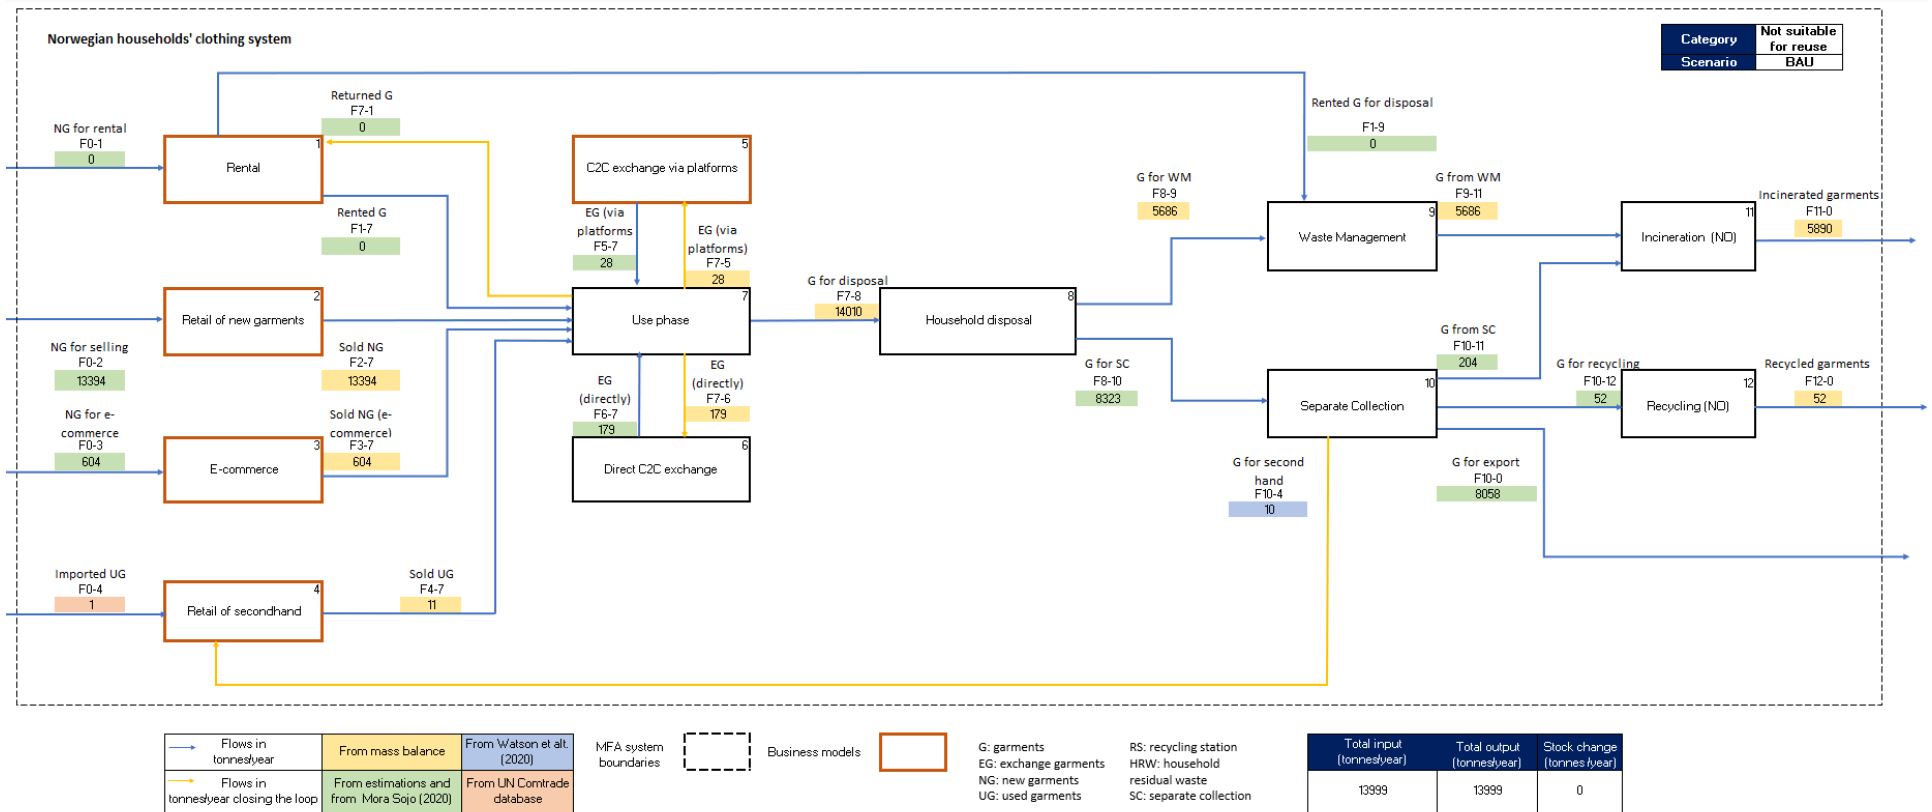 Norwegian households' clothing system
Category
Not suitable
for reuse
Scenario
BAU
NG for rental
F0-1
0
Returned G
F7-1
0
1
Rental
Rented G
F1-7
0
5
C2C exchange via platforms
EG (via
platforms
F5-7
28
EG (via
platforms)
F7-5
28
Rented G for disposal
F1-9
0
G for WM
F8-9
5686
9
Waste Management
G from WM
F9-11
5686
11
Incineration (NO)
Incinerated garments
F11-0
5890
2
Retail of new garments
NG for selling
F0-2
13394
Sold NG
F2-7
13394
7
Use phase
G for disposal
F7-8
14010
8
Household disposal
NG for e-
commerce
F0-3
604
Sold NG (e-
commerce)
F3-7
604
3
E-commerce
EG
(directly)
F6-7
179
EG
(directly)
F7-6
179
6
Direct C2C exchange
G for SC
F8-10
8323
10
Separate Collection
G from SC
F10-11
204
G for recycling
F10-12
52
12
Recycling (NO)
Recycled garments
F12-0
52
G for second
hand
F10-4
10
G for export
F10-0
8058
Imported UG
F0-4
1
4
Retail of secondhand
Sold UG
F4-7
11
Flows in
tonnes/year
From mass balance
From Watson et alt.
(2020)
Flows in
tonnes/year closing the loop
From estimations and
from Mora Sojo (2020)
From UN Comtrade
database
MFA system
boundaries
Business models
G: garments
EG: exchange garments
NG: new garments
UG: used garments
RS: recycling station
HRW: household
residual waste
SC: separate collection
Total input
(tonnes/year)
Total output
(tonnes/year)
Stock change
(tonnes /year)
13999
13999
0